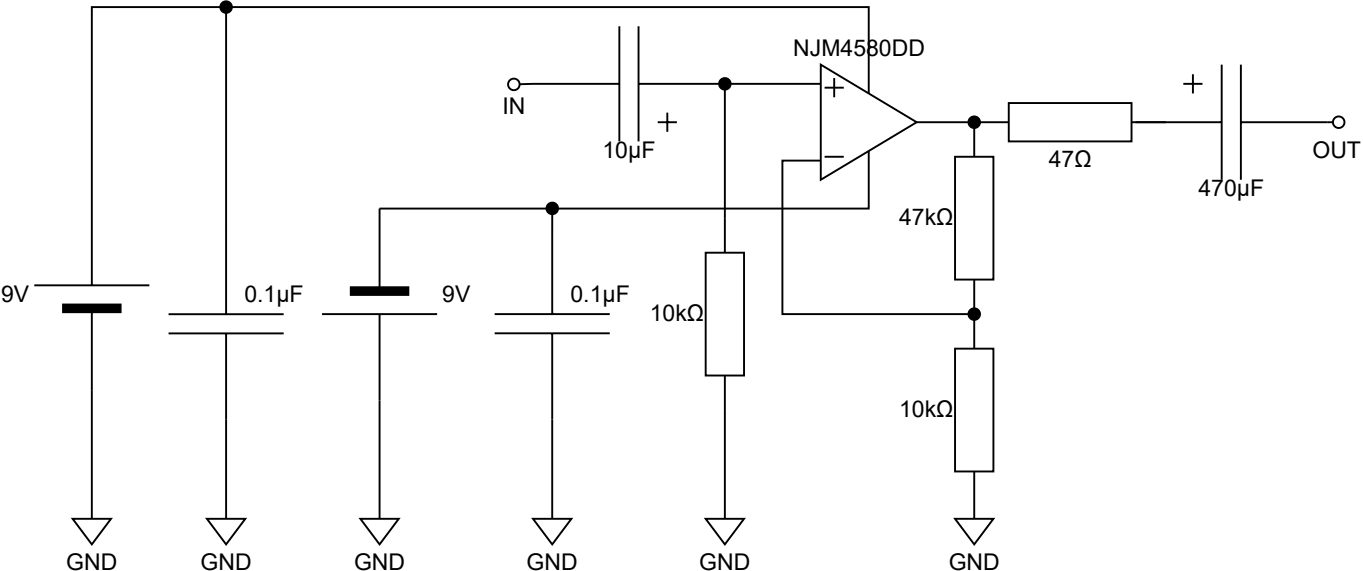 NJM4580DD
IN
10μF
47Ω
OUT
470μF
47kΩ
9V
0.1μF
9V
0.1μF
10kΩ
10kΩ
GND
GND
GND
GND
GND
GND